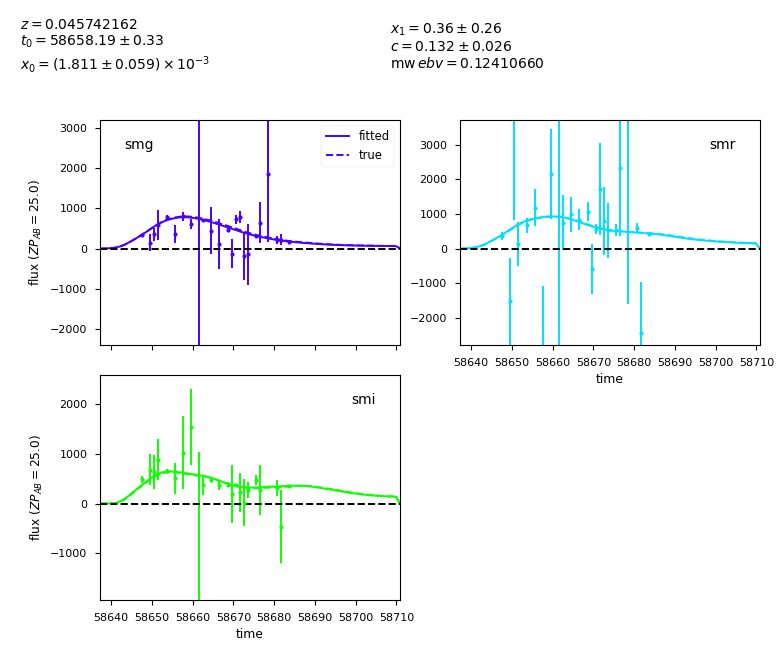 z = 0.045742162
t₀ = 58658.19 ± 0.33
x₀ = (1.811 ± 0.059) × 10⁻³
x₁ = 0.36 ± 0.26
c = 0.132 ± 0.026
mw ebv = 0.12410660
3000
2000
1000
0
−1000
−2000
flux (ZP_AB = 25.0)
smg
fitted
true
3000
2000
1000
0
−1000
−2000
smr
58640 58650 58660 58670 58680 58690 58700 58710
time
2000
1000
0
−1000
flux (ZP_AB = 25.0)
smi
58640 58650 58660 58670 58680 58690 58700 58710
time